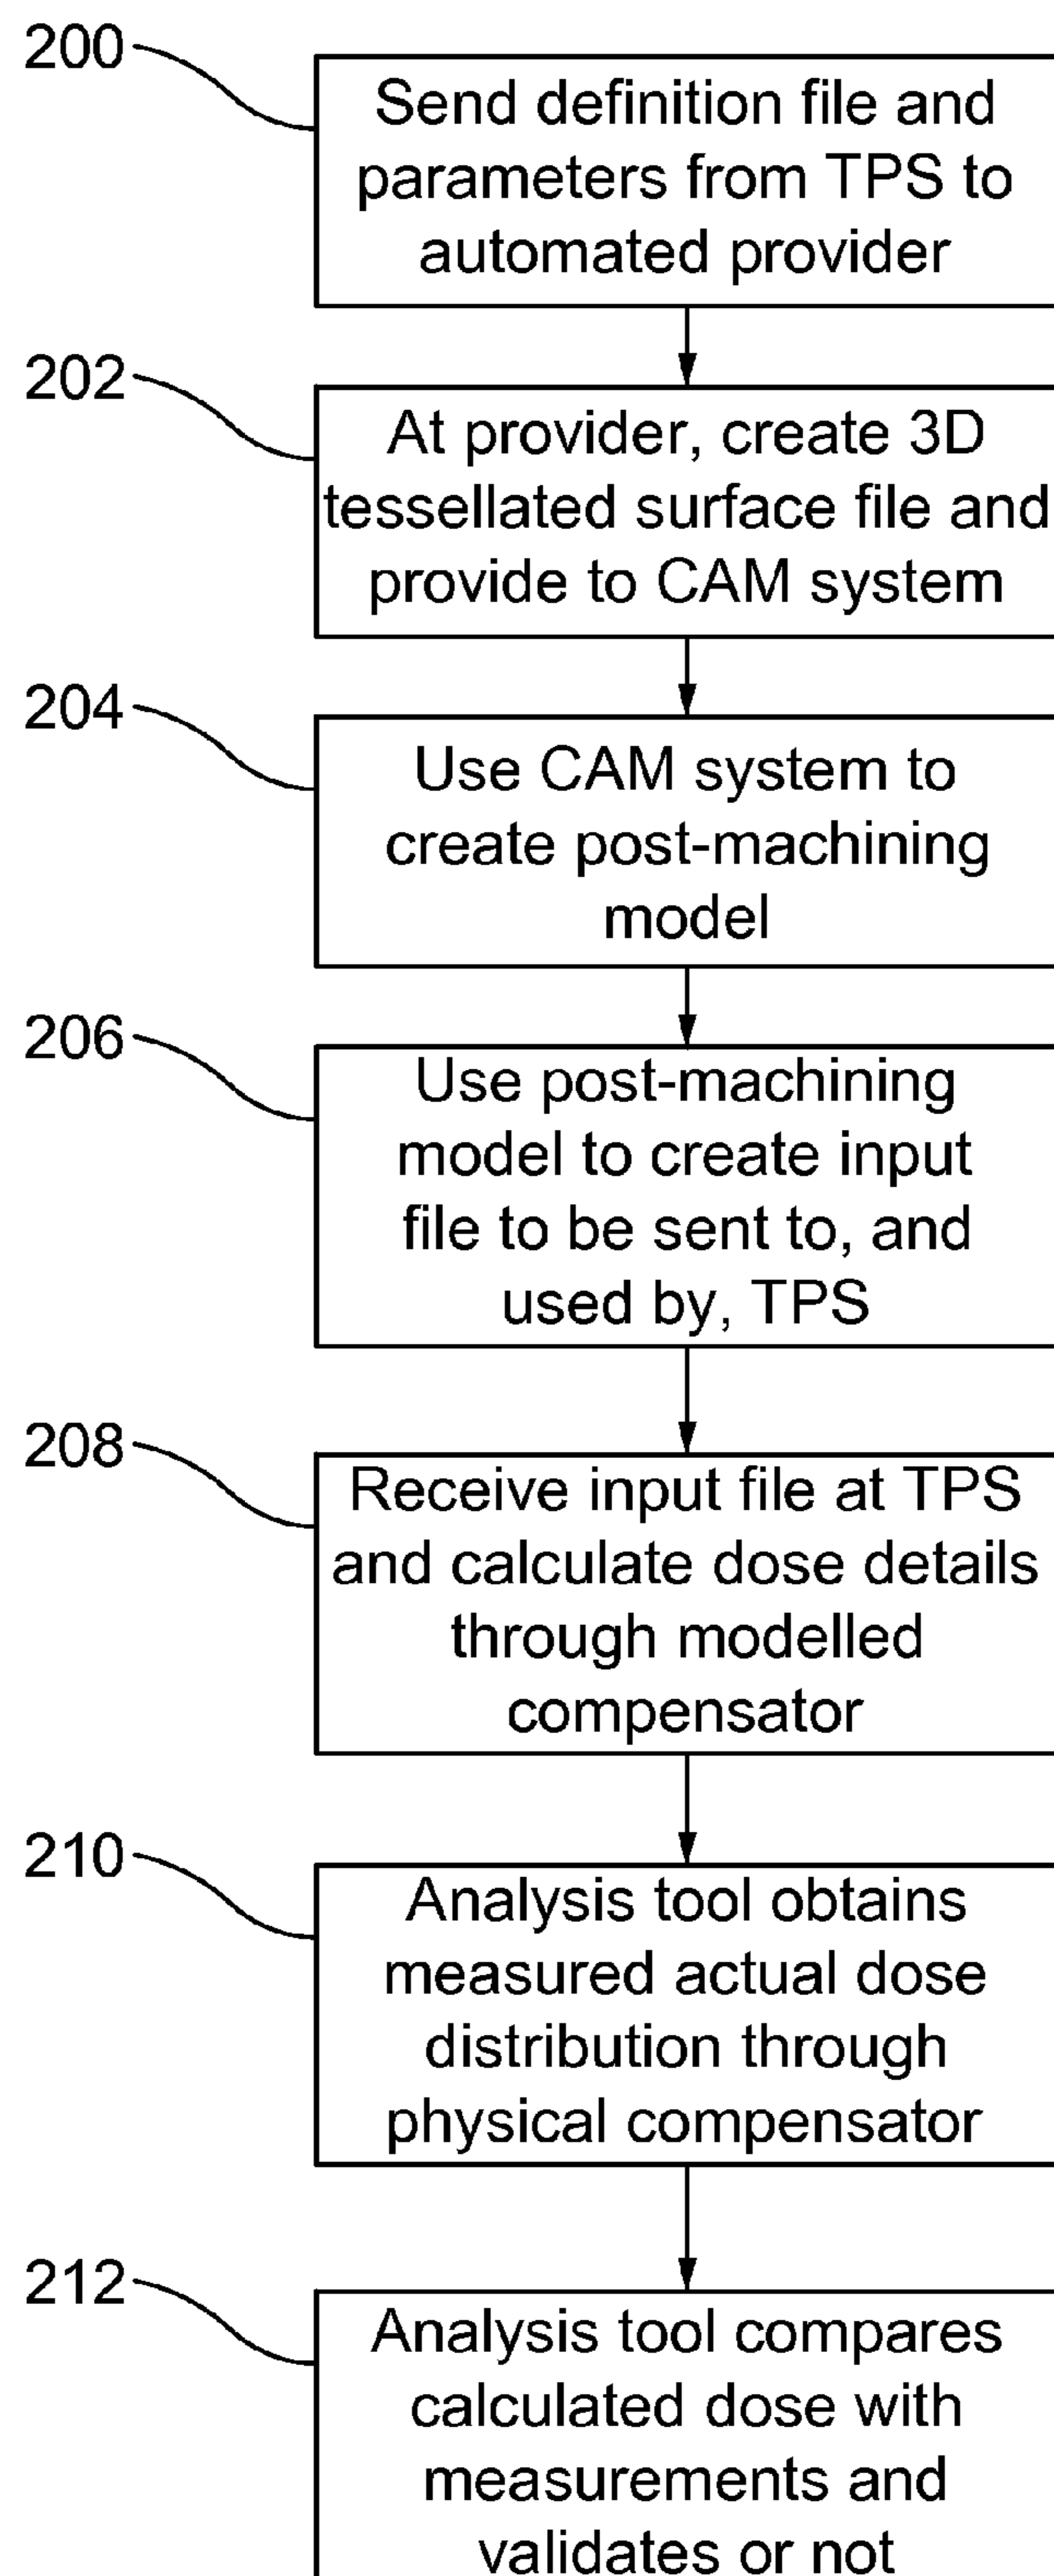 200
Send definition file and
parameters from TPS to
automated provider
202
At provider, create 3D
tessellated surface file and
provide to CAM system
204
Use CAM system to
create post-machining
model
206
Use post-machining
model to create input
file to be sent to, and
used by, TPS
208
Receive input file at TPS
and calculate dose details
through modelled
compensator
210
Analysis tool obtains
measured actual dose
distribution through
physical compensator
212
Analysis tool compares
calculated dose with
measurements and
validates or not